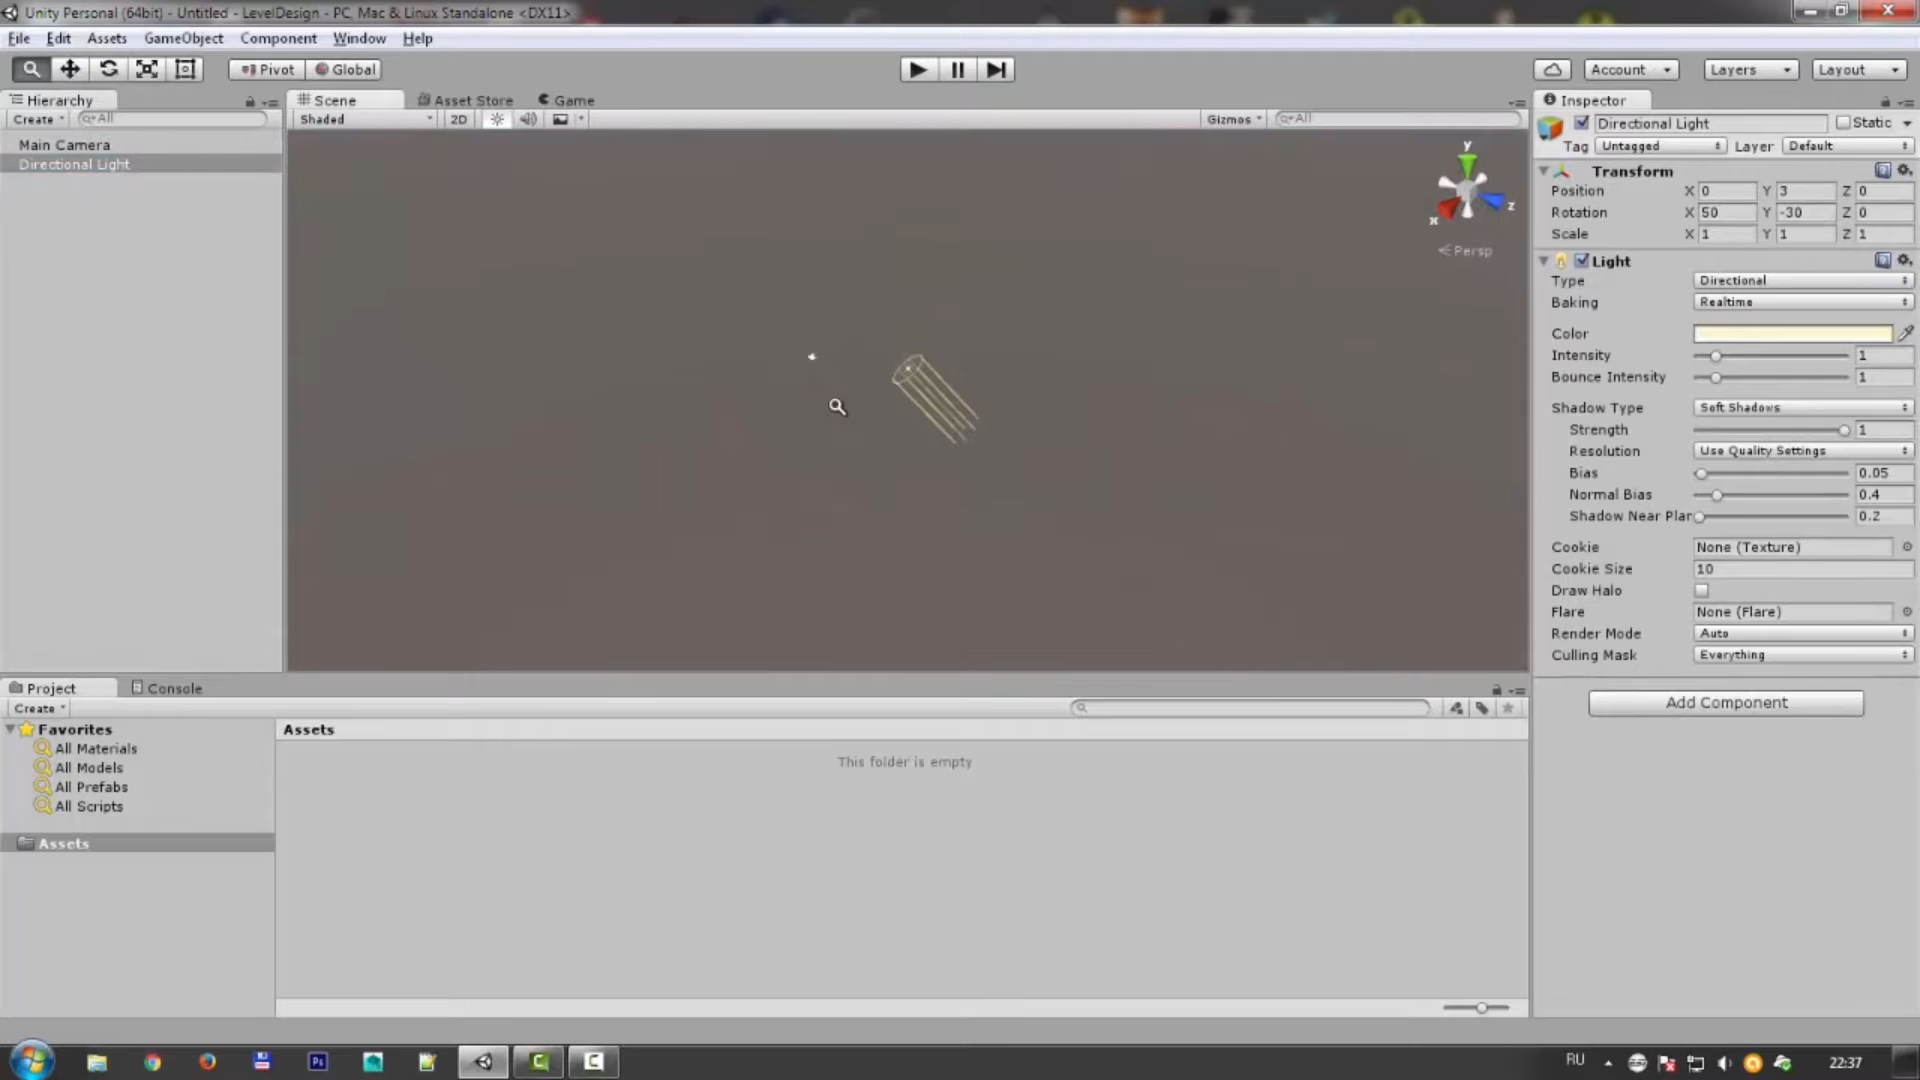 Unity Personal (64bit) - Untitled - LevelDesign - PC, Mac & Linux Standalone <DX11>
File Edit Assets GameObject Component Window Help
Pivot Global Account Layers Layout
Hierarchy Scene Asset Store Game Inspector
Create All Shaded 2D Gizmos All
Main Camera
Directional Light
y
x
z
Persp
Directional Light Static
Tag Untagged Layer Default
Transform
Position X 0 Y 3 Z 0
Rotation X 50 Y -30 Z 0
Scale X 1 Y 1 Z 1
Light
Type Directional
Baking Realtime
Color
Intensity 1
Bounce Intensity 1
Shadow Type Soft Shadows
Strength 1
Resolution Use Quality Settings
Bias 0.05
Normal Bias 0.4
Shadow Near Plar 0.2
Cookie None (Texture)
Cookie Size 10
Draw Halo
Flare None (Flare)
Render Mode Auto
Culling Mask Everything
Add Component
Project Console
Create
Favorites
All Materials
All Models
All Prefabs
All Scripts
Assets
Assets
This folder is empty
Ps
RU
22:37